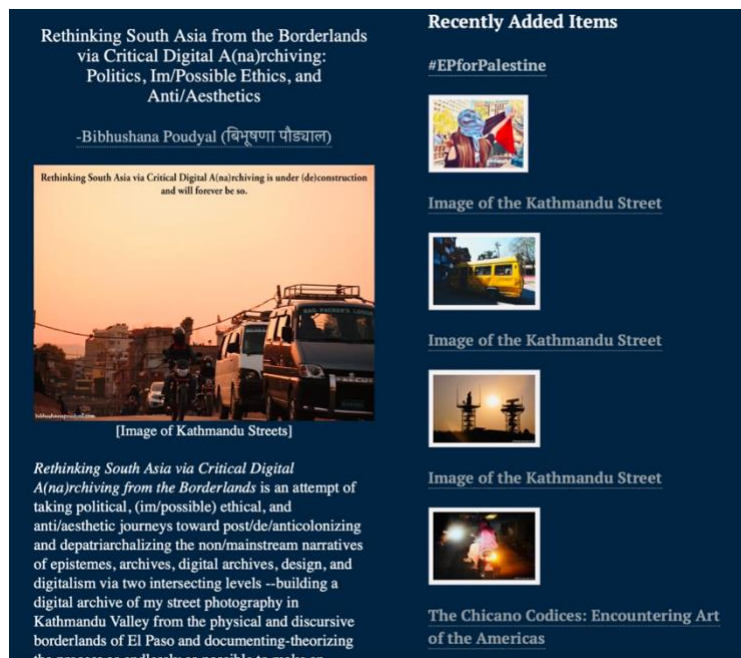 Rethinking South Asia from the Borderlands
via Critical Digital A(na)rchiving:
Politics, Im/Possible Ethics, and
Anti/Aesthetics
-Bibhushana Poudyal (बिभूषणा पौड्याल)
Rethinking South Asia via Critical Digital A(na)rchiving is under (de)construction
and will forever be so.
bibhushanapoudyal.com
[Image of Kathmandu Streets]
Rethinking South Asia via Critical Digital
A(na)rchiving from the Borderlands is an attempt of
taking political, (im/possible) ethical, and
anti/aesthetic journeys toward post/de/anticolonizing
and depatriarchalizing the non/mainstream narratives
of epistemes, archives, digital archives, design, and
digitalism via two intersecting levels --building a
digital archive of my street photography in
Kathmandu Valley from the physical and discursive
borderlands of El Paso and documenting-theorizing
Recently Added Items
#EPforPalestine
Image of the Kathmandu Street
Image of the Kathmandu Street
Image of the Kathmandu Street
The Chicano Codices: Encountering Art
of the Americas